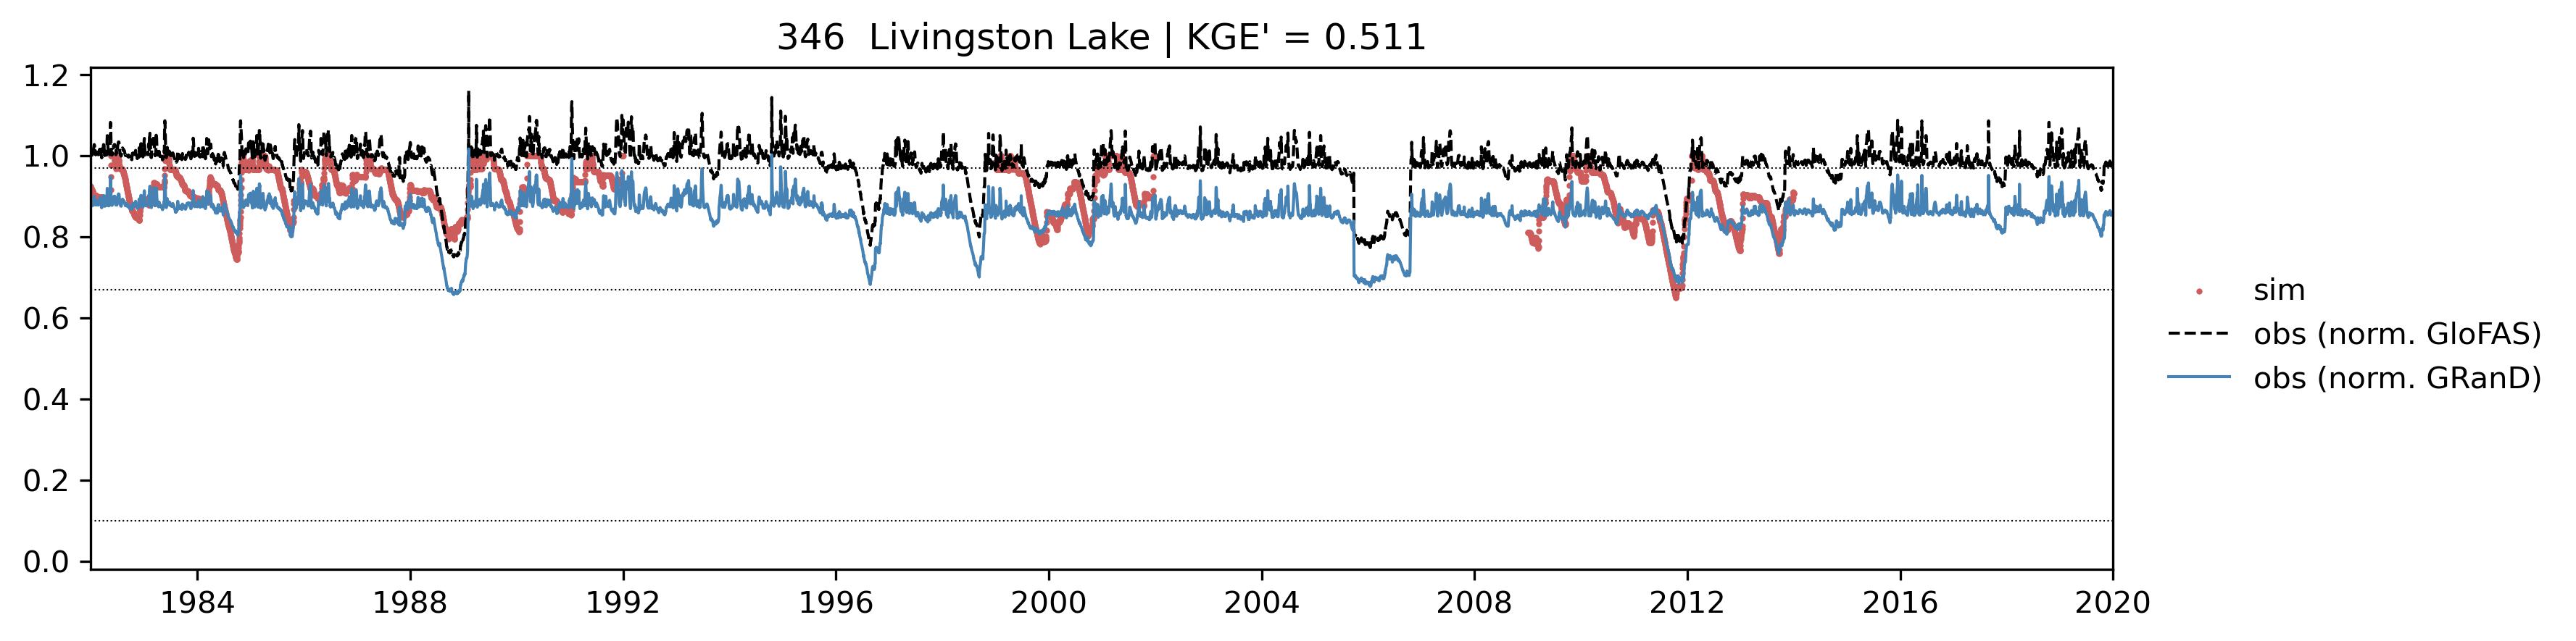 346  Livingston Lake | KGE' = 0.511
1.2
1.0
0.8
0.6
0.4
0.2
0.0
1984 1988 1992 1996 2000 2004 2008 2012 2016 2020
sim
obs (norm. GloFAS)
obs (norm. GRanD)